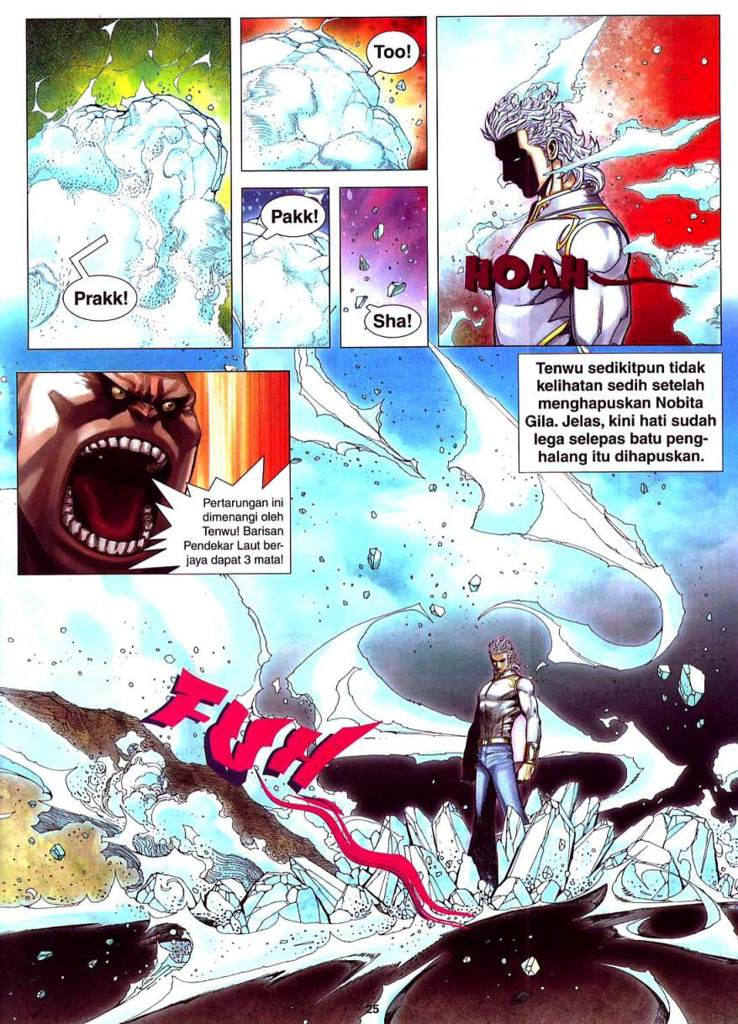 Prakk!
Too!
Pakk!
Sha!
HOAH
Tenwu sedikitpun tidak
kelihatan sedih setelah
menghapuskan Nobita
Gila. Jelas, kini hati sudah
lega selepas batu peng-
halang itu dihapuskan.
Pertarungan ini
dimenangi oleh
Tenwu! Barisan
Pendekar Laut ber-
jaya dapat 3 mata!
FUH
25